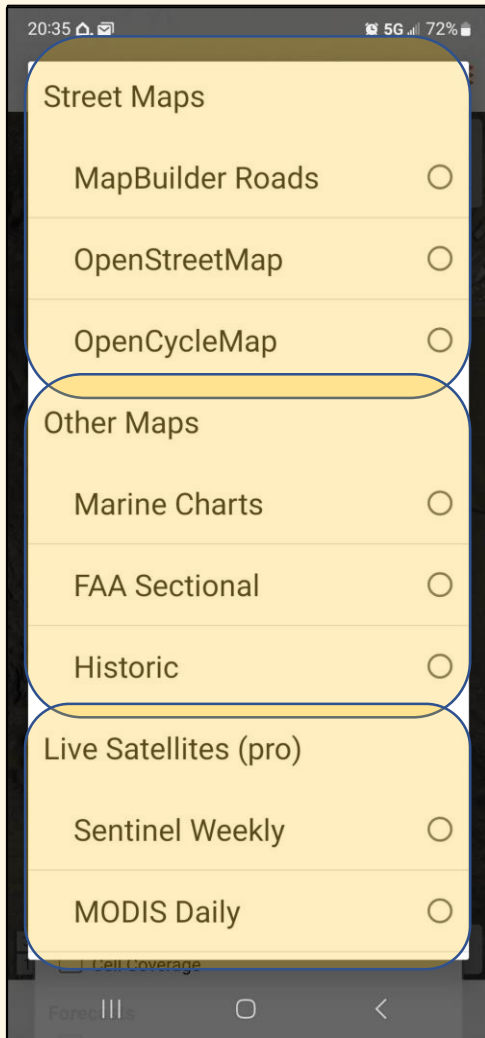 20:35 5G 72%
Street Maps
MapBuilder Roads
OpenStreetMap
OpenCycleMap
Other Maps
Marine Charts
FAA Sectional
Historic
Live Satellites (pro)
Sentinel Weekly
MODIS Daily
Cell Coverage